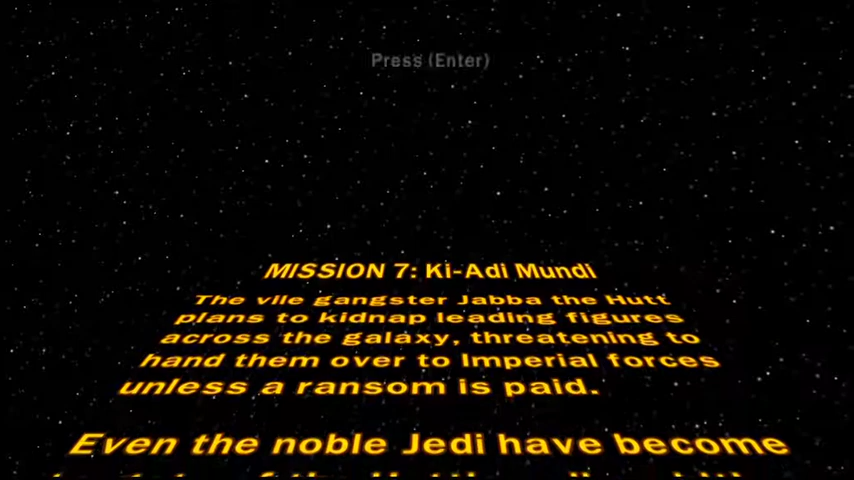 Press (Enter)
MISSION 7: Ki-Adi Mundi
The vile gangster Jabba the Hutt
plans to kidnap leading figures
across the galaxy, threatening to
hand them over to Imperial forces
unless a ransom is paid.
Even the noble Jedi have become